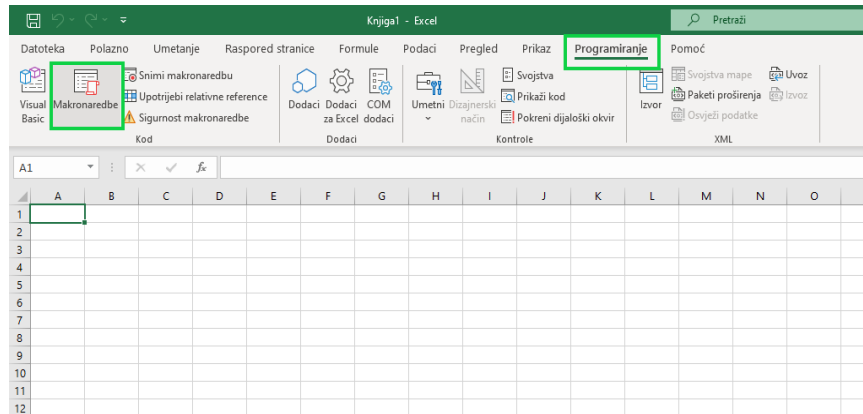 Knjiga1 - Excel
Pretraži
Datoteka Polazno Umetanje Raspored stranice Formule Podaci Pregled Prikaz Programiranje Pomoć
Visual Basic
Makronaredbe
Snimi makronaredbu
Upotrijebi relativne reference
Sigurnost makronaredbe
Kod
Dodaci
Dodaci za Excel
COM dodaci
Dodaci
Umetni
Dizajnerski način
Svojstva
Prikaži kod
Pokreni dijaloški okvir
Kontrole
Izvor
Svojstva mape
Paketi proširenja
Osvježi podatke
Uvoz
Izvoz
XML
A1
fx
A B C D E F G H I J K L M N O
1
2
3
4
5
6
7
8
9
10
11
12